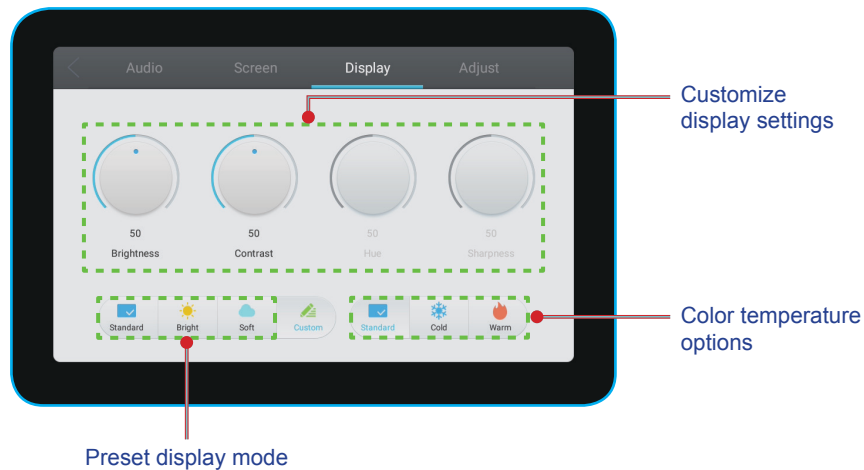 Audio Screen Display Adjust
Customize
display settings
50 50 50 50
Brightness Contrast Hue Sharpness
Standard Bright Soft Custom Standard Cold Warm
Color temperature
options
Preset display mode